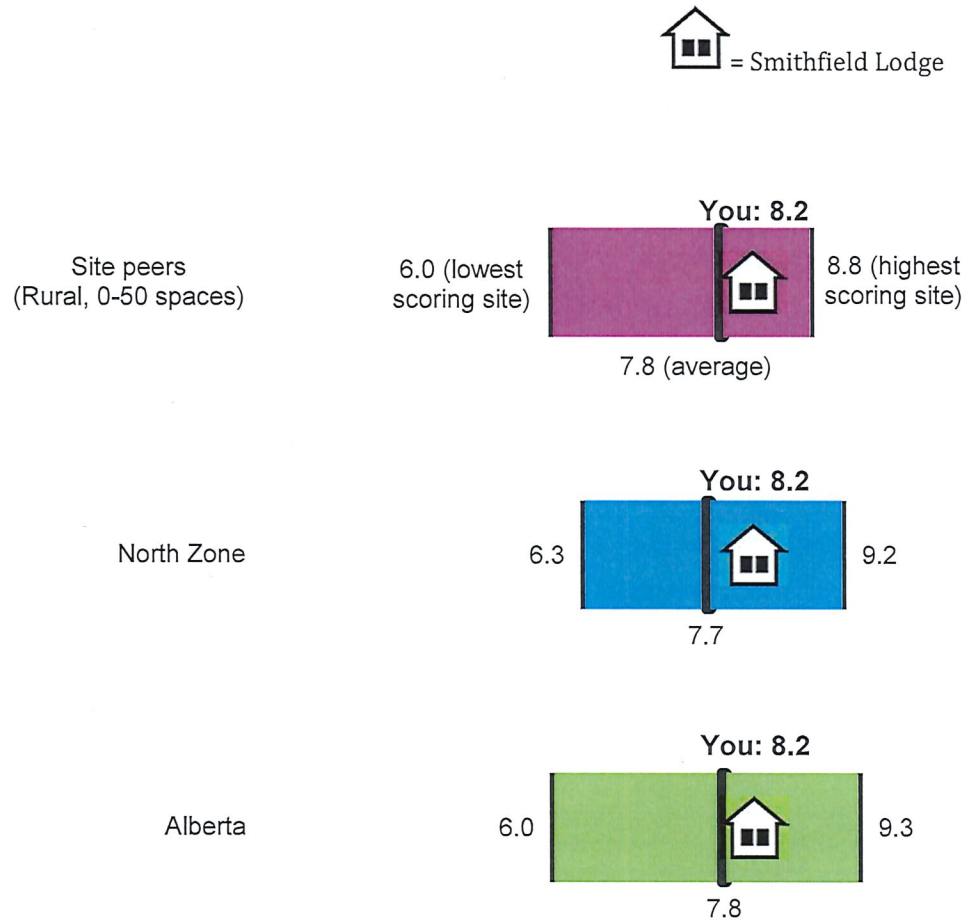 = Smithfield Lodge
You: 8.2
Site peers
(Rural, 0-50 spaces)
6.0 (lowest
scoring site)
8.8 (highest
scoring site)
7.8 (average)
You: 8.2
North Zone
6.3
9.2
7.7
You: 8.2
Alberta
6.0
9.3
7.8